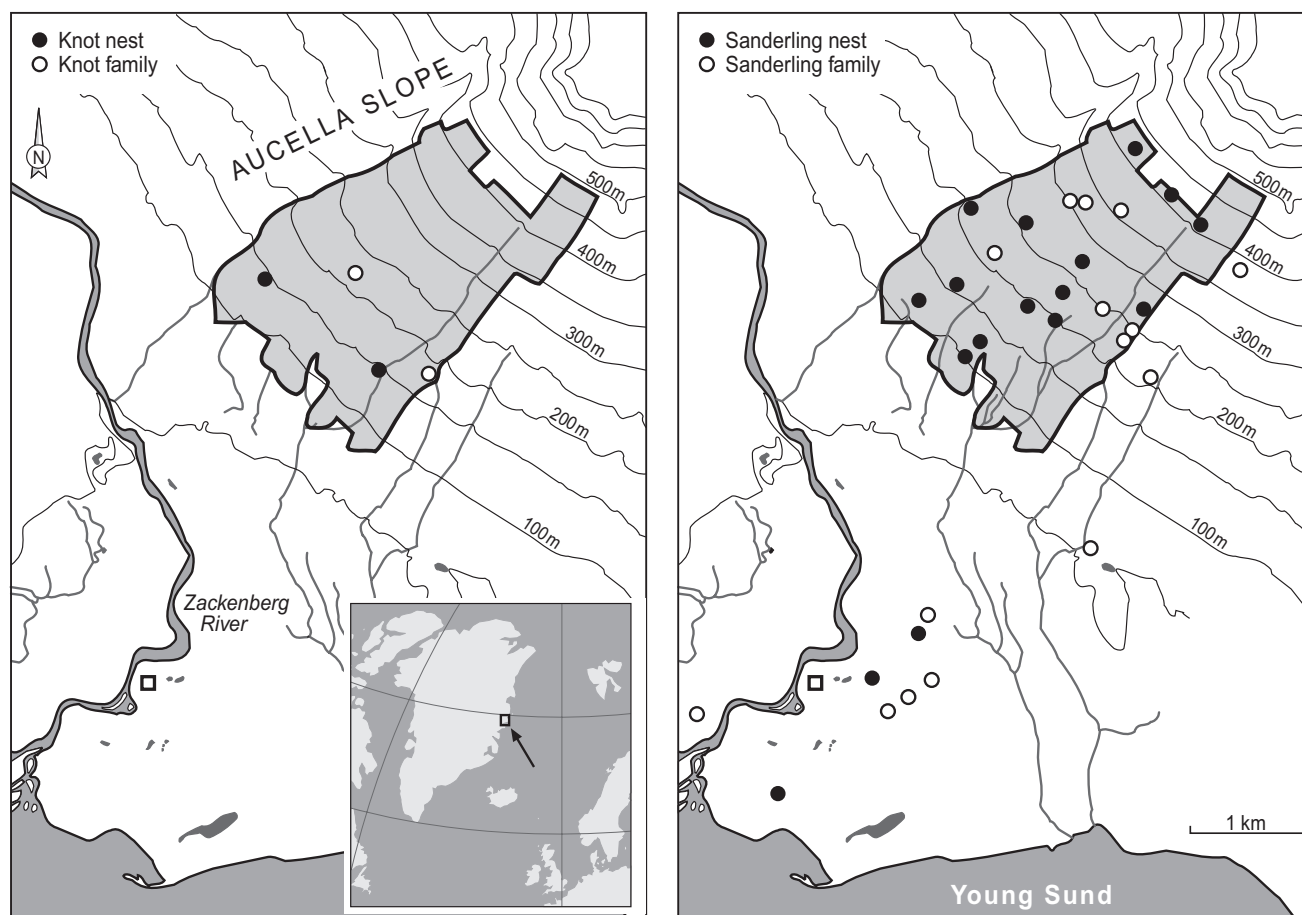 Knot nest
Knot family
AUCELLA SLOPE
N
500m
400m
300m
200m
100m
Zackenberg
River
Sanderling nest
Sanderling family
N
500m
400m
300m
200m
100m
1 km
Young Sund